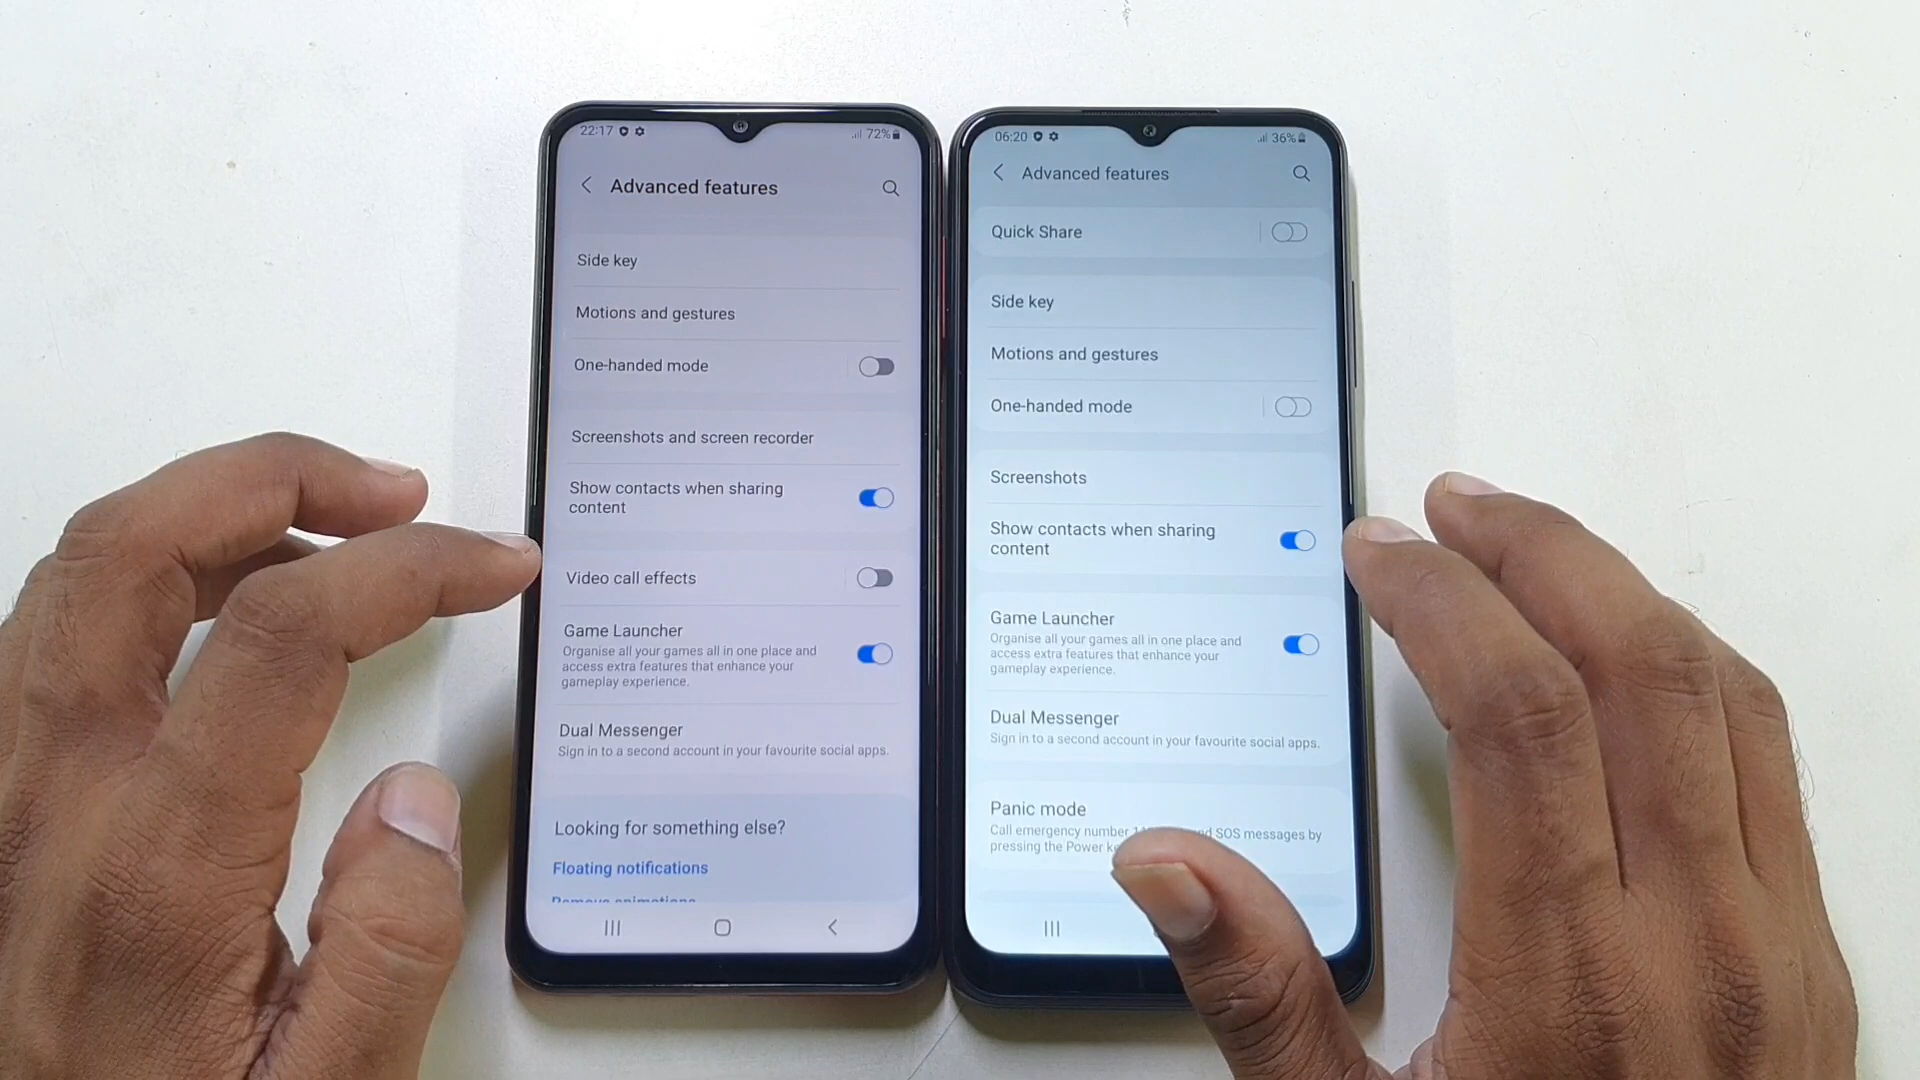 22:17
72%
Advanced features
Side key
Motions and gestures
One-handed mode
Screenshots and screen recorder
Show contacts when sharing
content
Video call effects
Game Launcher
Organise all your games all in one place and
access extra features that enhance your
gameplay experience.
Dual Messenger
Sign in to a second account in your favourite social apps.
Looking for something else?
Floating notifications
Remove animations
06:20
36%
Advanced features
Quick Share
Side key
Motions and gestures
One-handed mode
Screenshots
Show contacts when sharing
content
Game Launcher
Organise all your games all in one place and
access extra features that enhance your
gameplay experience.
Dual Messenger
Sign in to a second account in your favourite social apps.
Panic mode
Call emergency number SOS messages by
pressing the Power